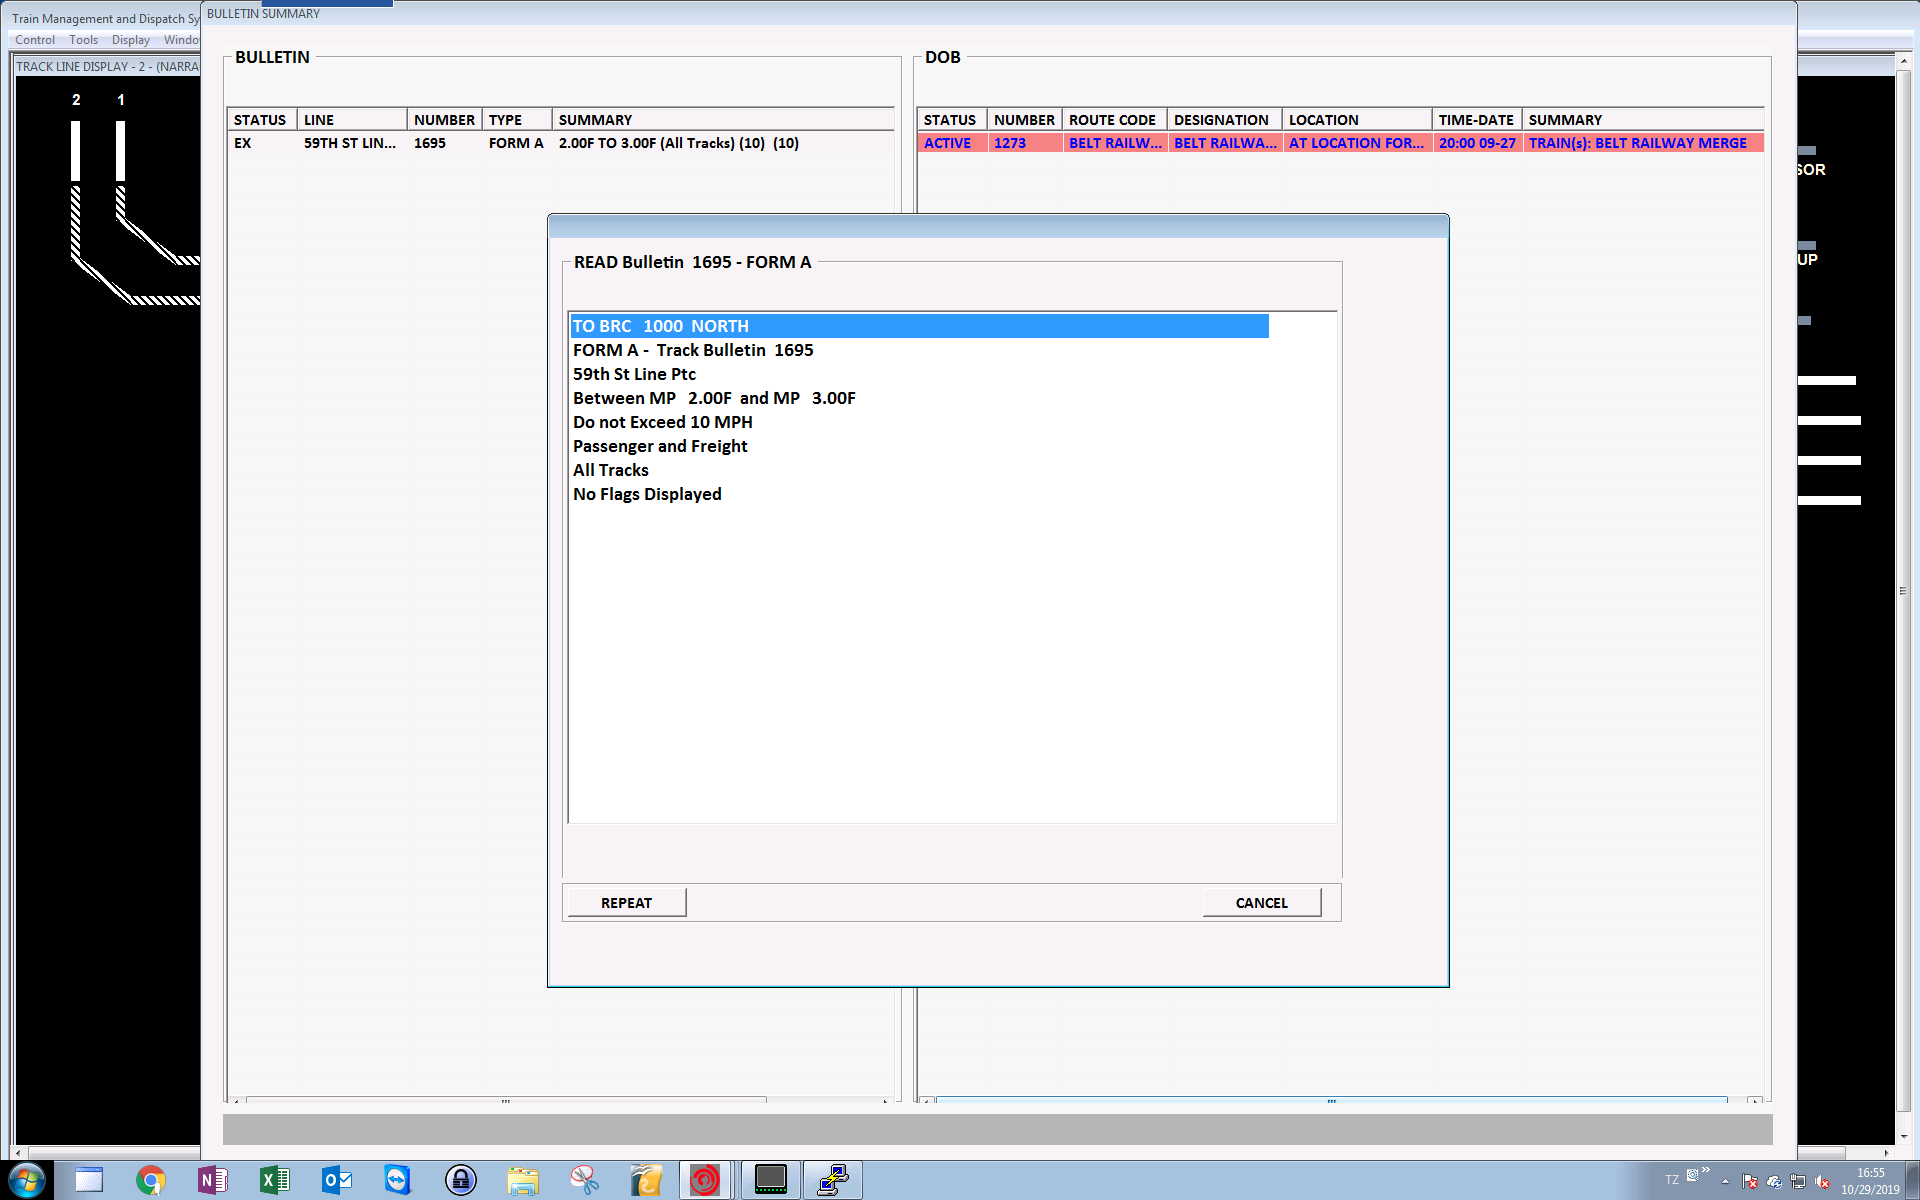 Train Management and Dispatch Sy
Control Tools Display Windo
TRACK LINE DISPLAY - 2 - (NARRA
2 1
BULLETIN SUMMARY
BULLETIN
STATUS LINE NUMBER TYPE SUMMARY
EX 59TH ST LIN... 1695 FORM A 2.00F TO 3.00F (All Tracks) (10) (10)
DOB
STATUS NUMBER ROUTE CODE DESIGNATION LOCATION TIME-DATE SUMMARY
ACTIVE 1273 BELT RAILW... BELT RAILWA... AT LOCATION FOR... 20:00 09-27 TRAIN(s): BELT RAILWAY MERGE
SOR
UP
READ Bulletin 1695 - FORM A
TO BRC 1000 NORTH
FORM A - Track Bulletin 1695
59th St Line Ptc
Between MP 2.00F and MP 3.00F
Do not Exceed 10 MPH
Passenger and Freight
All Tracks
No Flags Displayed
REPEAT CANCEL
TZ
16:55
10/29/2019